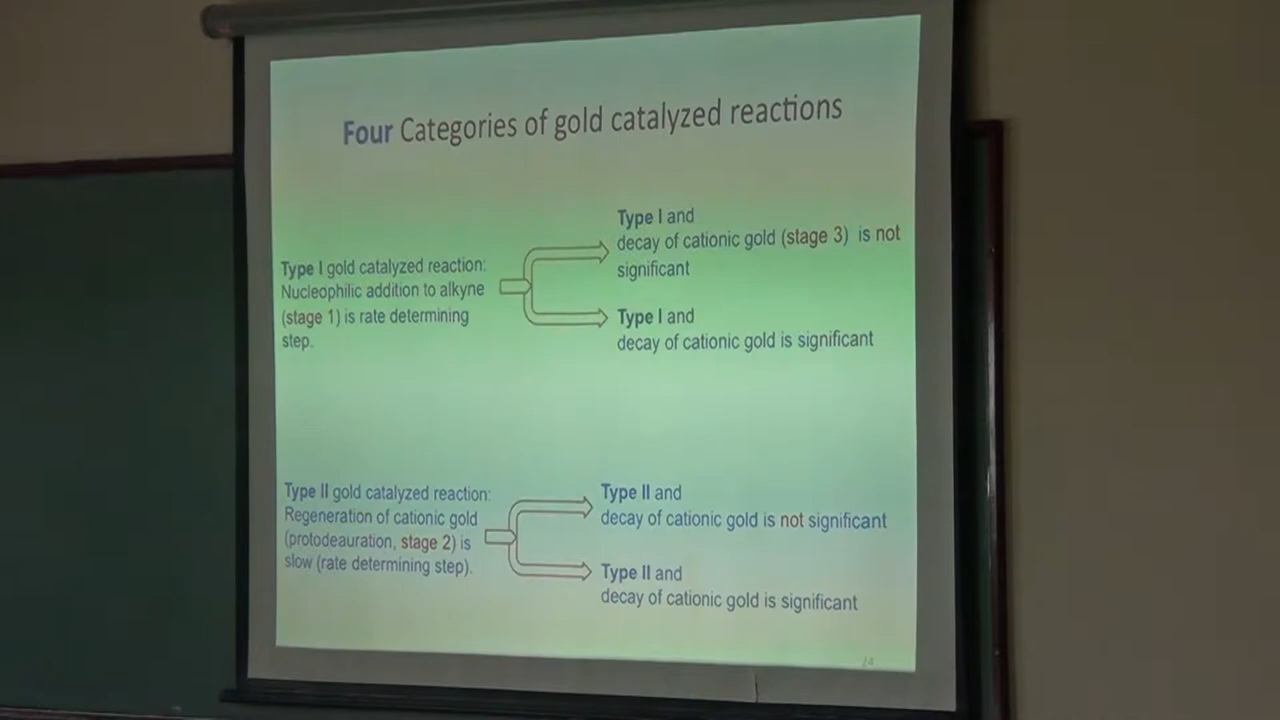 Four Categories of gold catalyzed reactions
Type I gold catalyzed reaction:
Nucleophilic addition to alkyne
(stage 1) is rate determining
step.
Type I and
decay of cationic gold (stage 3) is not
significant
Type I and
decay of cationic gold is significant
Type II gold catalyzed reaction:
Regeneration of cationic gold
(protodeauration, stage 2) is
slow (rate determining step).
Type II and
decay of cationic gold is not significant
Type II and
decay of cationic gold is significant
24